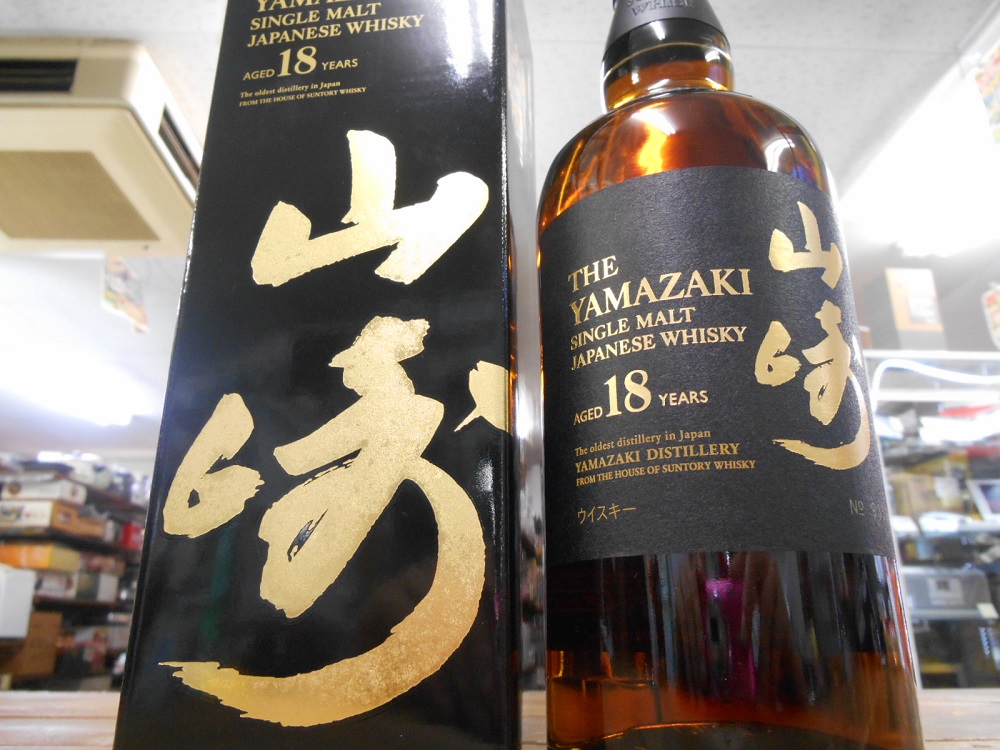 SINGLE MALT
JAPANESE WHISKY
AGED 18 YEARS
The oldest distillery in Japan
FROM THE HOUSE OF SUNTORY WHISKY
山崎
THE
YAMAZAKI
SINGLE MALT
JAPANESE WHISKY
AGED 18 YEARS
The oldest distillery in Japan
YAMAZAKI DISTILLERY
FROM THE HOUSE OF SUNTORY WHISKY
ウイスキー
No
山崎